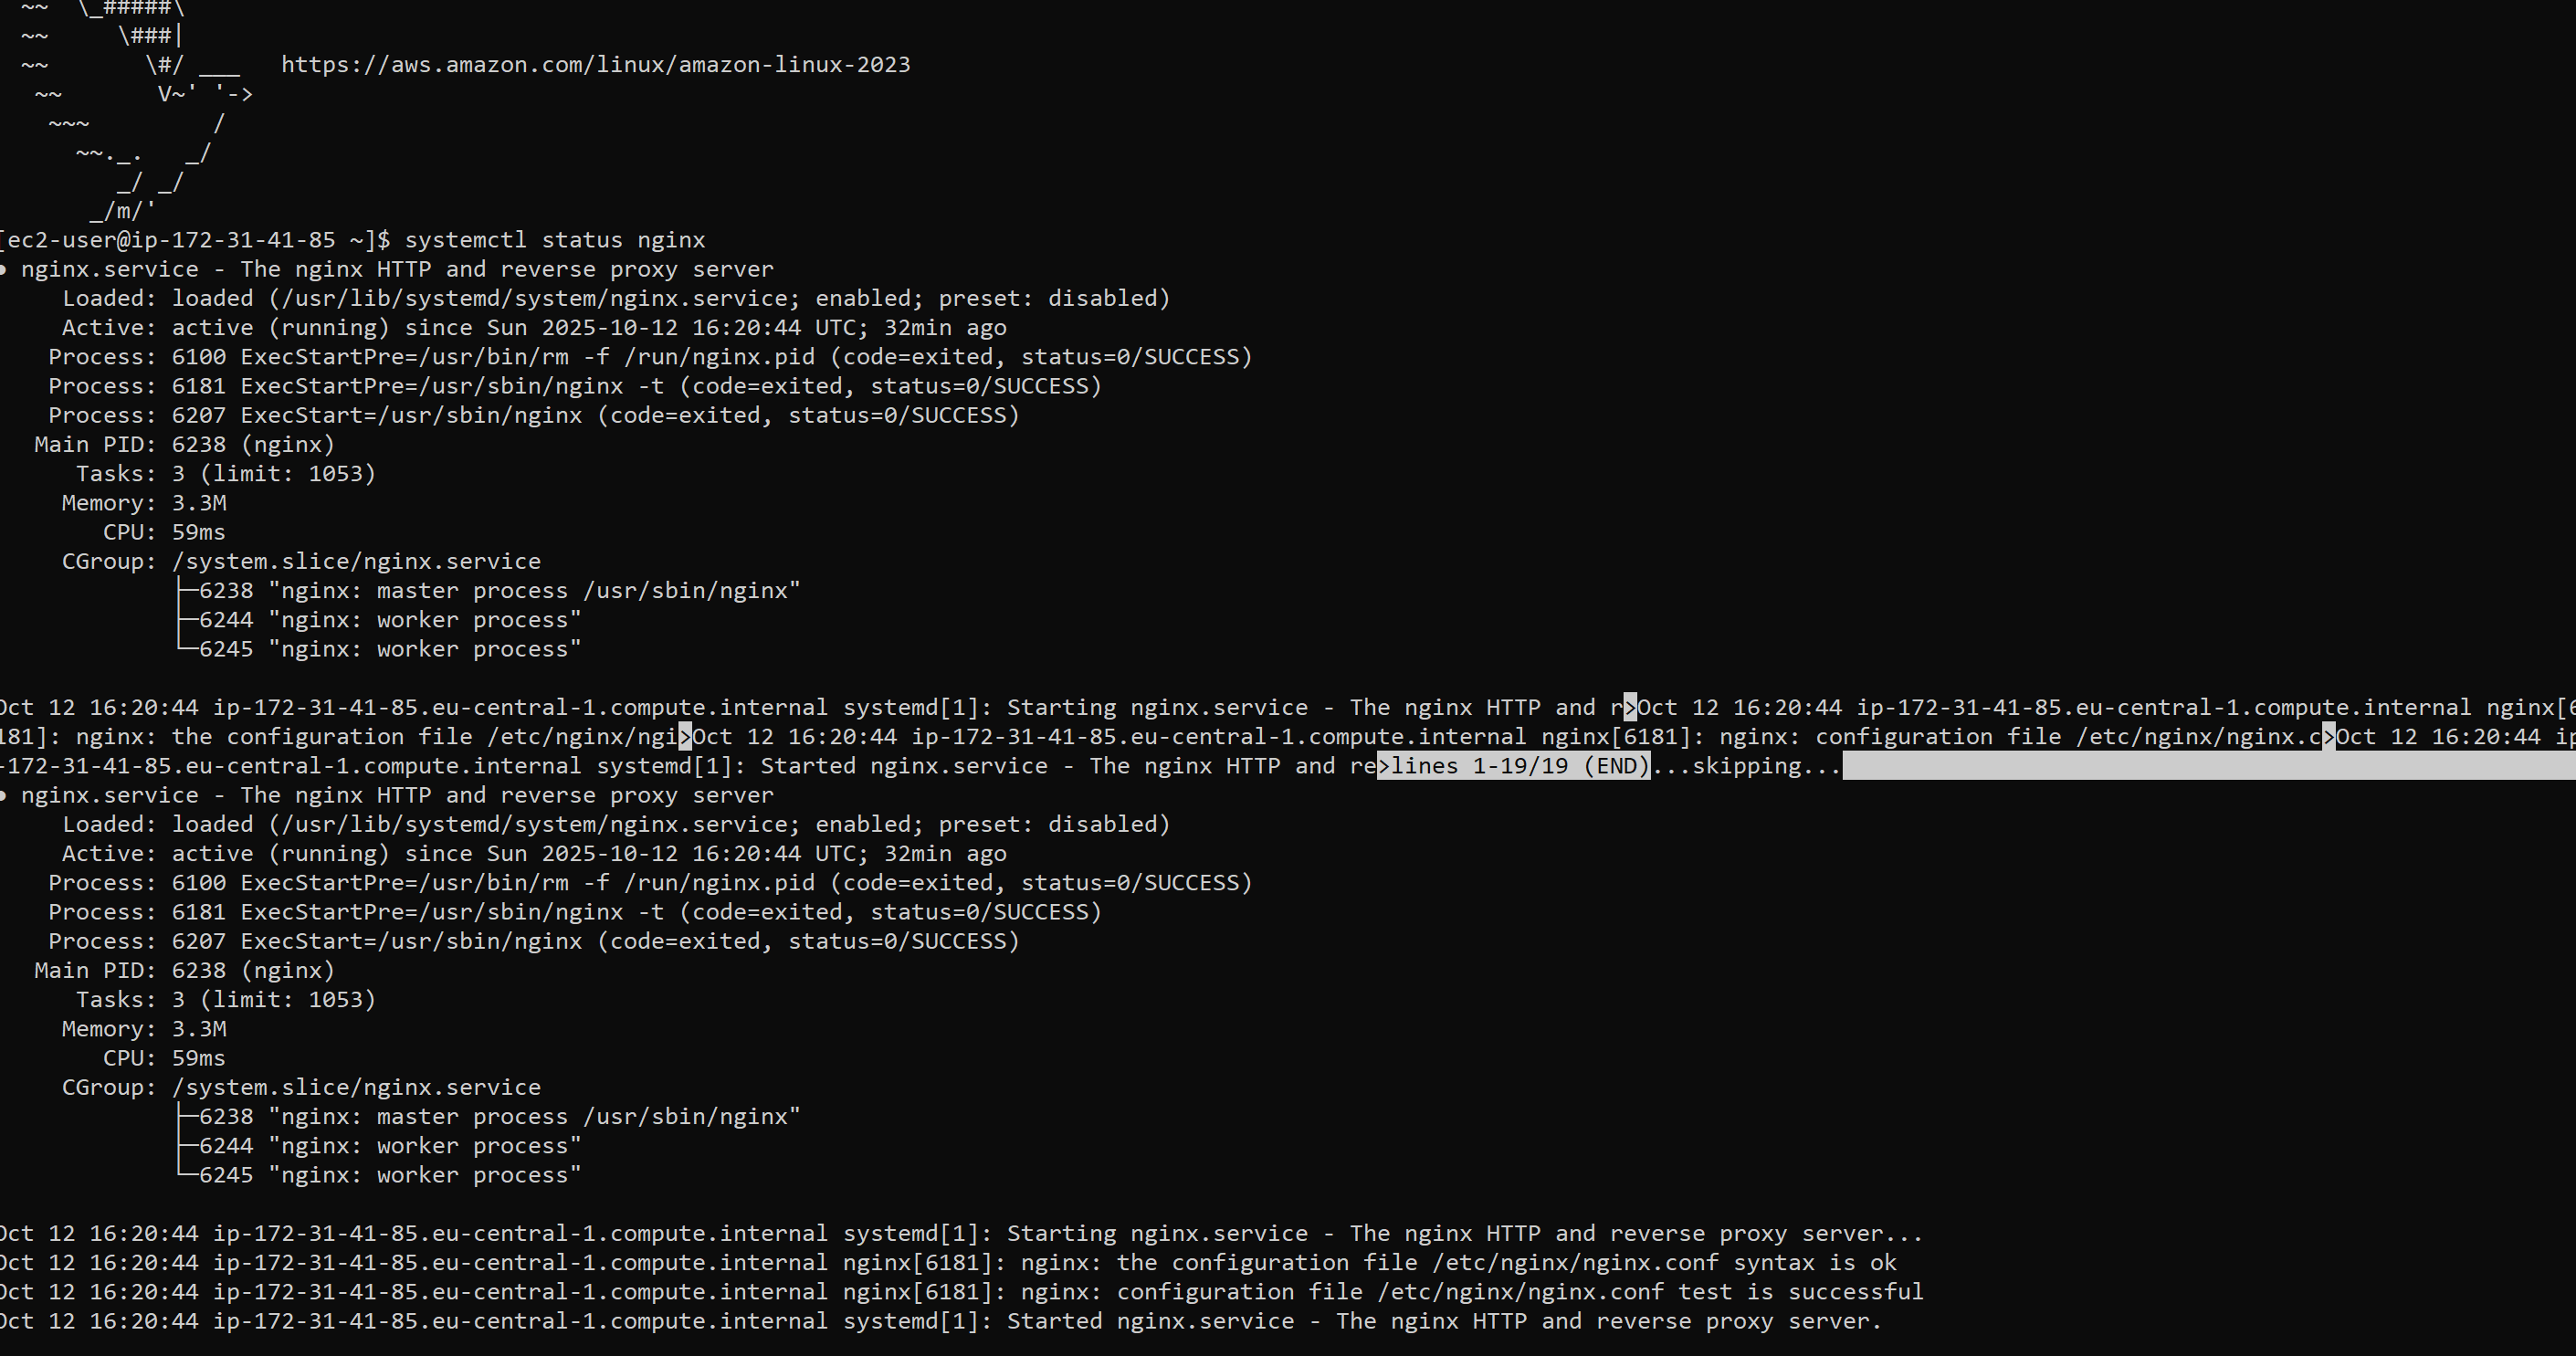 ~~  \_#####\
~~     \###|
~~       \#/ ___   https://aws.amazon.com/linux/amazon-linux-2023
~~       V~' '->
~~~         /
~~._.   _/
_/ _/
_/m/'
[ec2-user@ip-172-31-41-85 ~]$ systemctl status nginx
● nginx.service - The nginx HTTP and reverse proxy server
Loaded: loaded (/usr/lib/systemd/system/nginx.service; enabled; preset: disabled)
Active: active (running) since Sun 2025-10-12 16:20:44 UTC; 32min ago
Process: 6100 ExecStartPre=/usr/bin/rm -f /run/nginx.pid (code=exited, status=0/SUCCESS)
Process: 6181 ExecStartPre=/usr/sbin/nginx -t (code=exited, status=0/SUCCESS)
Process: 6207 ExecStart=/usr/sbin/nginx (code=exited, status=0/SUCCESS)
Main PID: 6238 (nginx)
Tasks: 3 (limit: 1053)
Memory: 3.3M
CPU: 59ms
CGroup: /system.slice/nginx.service
├─6238 "nginx: master process /usr/sbin/nginx"
├─6244 "nginx: worker process"
└─6245 "nginx: worker process"
Oct 12 16:20:44 ip-172-31-41-85.eu-central-1.compute.internal systemd[1]: Starting nginx.service - The nginx HTTP and r>Oct 12 16:20:44 ip-172-31-41-85.eu-central-1.compute.internal nginx[6
181]: nginx: the configuration file /etc/nginx/ngi>Oct 12 16:20:44 ip-172-31-41-85.eu-central-1.compute.internal nginx[6181]: nginx: configuration file /etc/nginx/nginx.c>Oct 12 16:20:44 ip
-172-31-41-85.eu-central-1.compute.internal systemd[1]: Started nginx.service - The nginx HTTP and re>lines 1-19/19 (END)...skipping...
● nginx.service - The nginx HTTP and reverse proxy server
Loaded: loaded (/usr/lib/systemd/system/nginx.service; enabled; preset: disabled)
Active: active (running) since Sun 2025-10-12 16:20:44 UTC; 32min ago
Process: 6100 ExecStartPre=/usr/bin/rm -f /run/nginx.pid (code=exited, status=0/SUCCESS)
Process: 6181 ExecStartPre=/usr/sbin/nginx -t (code=exited, status=0/SUCCESS)
Process: 6207 ExecStart=/usr/sbin/nginx (code=exited, status=0/SUCCESS)
Main PID: 6238 (nginx)
Tasks: 3 (limit: 1053)
Memory: 3.3M
CPU: 59ms
CGroup: /system.slice/nginx.service
├─6238 "nginx: master process /usr/sbin/nginx"
├─6244 "nginx: worker process"
└─6245 "nginx: worker process"
Oct 12 16:20:44 ip-172-31-41-85.eu-central-1.compute.internal systemd[1]: Starting nginx.service - The nginx HTTP and reverse proxy server...
Oct 12 16:20:44 ip-172-31-41-85.eu-central-1.compute.internal nginx[6181]: nginx: the configuration file /etc/nginx/nginx.conf syntax is ok
Oct 12 16:20:44 ip-172-31-41-85.eu-central-1.compute.internal nginx[6181]: nginx: configuration file /etc/nginx/nginx.conf test is successful
Oct 12 16:20:44 ip-172-31-41-85.eu-central-1.compute.internal systemd[1]: Started nginx.service - The nginx HTTP and reverse proxy server.